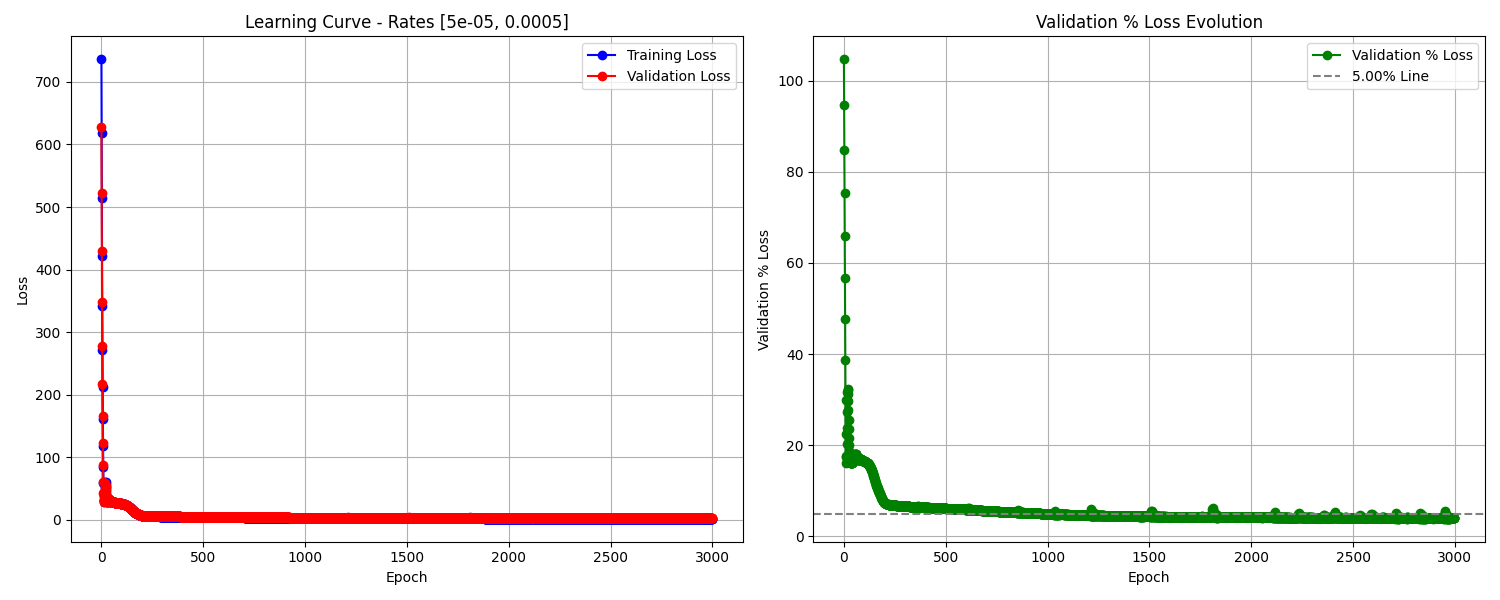 Learning Curve - Rates [5e-05, 0.0005]
Training Loss
Validation Loss
700
600
500
400
300
200
100
0
Loss
0 500 1000 1500 2000 2500 3000
Epoch
Validation % Loss Evolution
Validation % Loss
5.00% Line
100
80
60
40
20
0
Validation % Loss
0 500 1000 1500 2000 2500 3000
Epoch